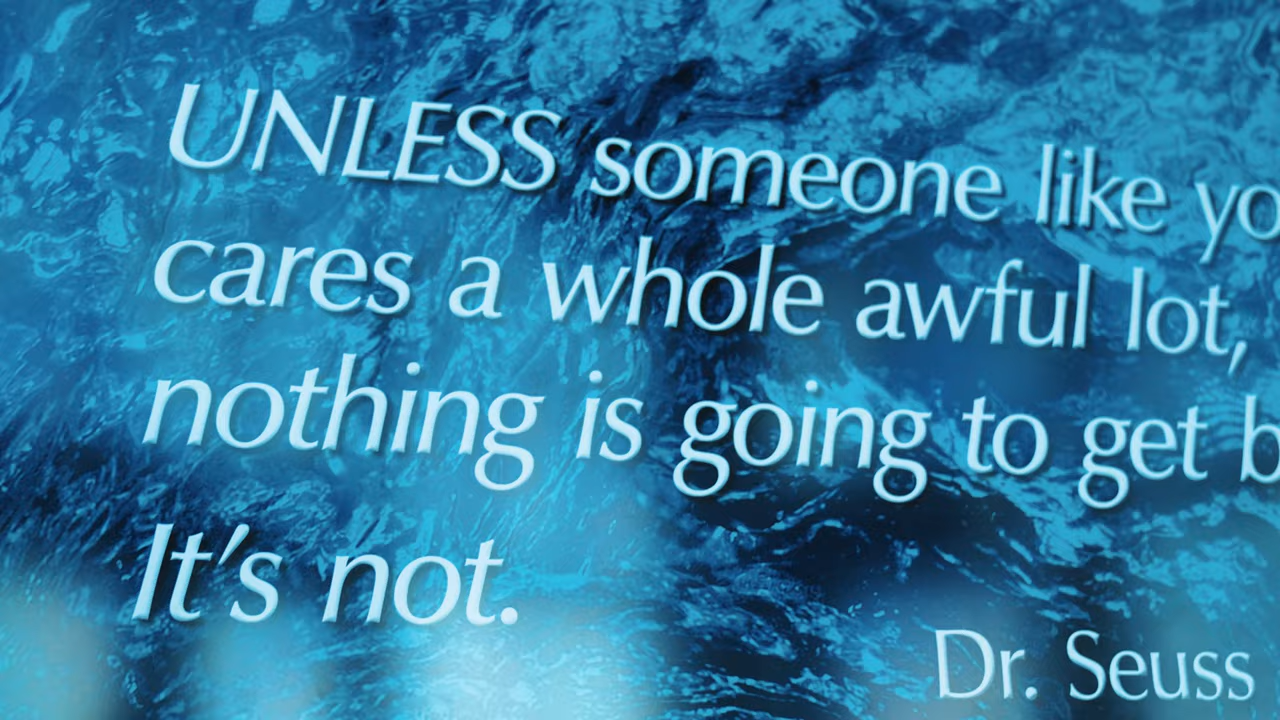 UNLESS someone like yo
cares a whole awful lot,
nothing is going to get b
It's not.
Dr. Seuss